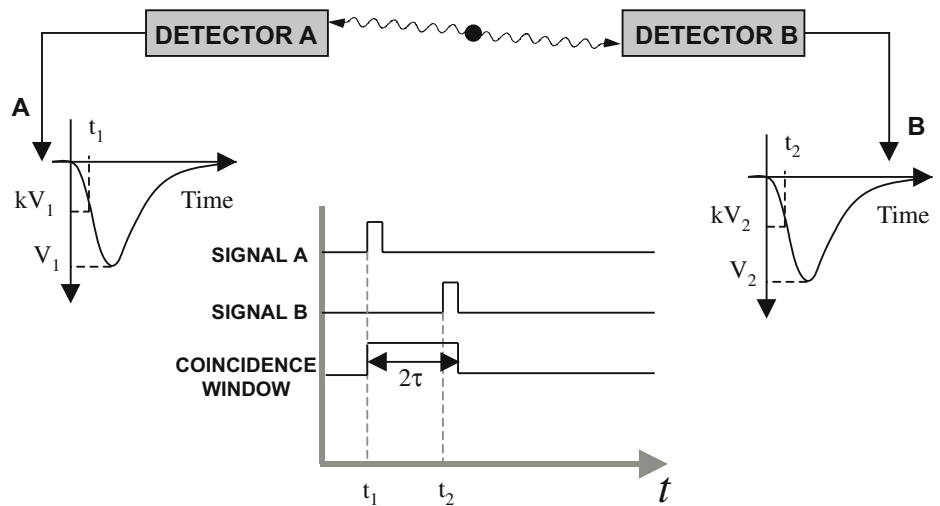 DETECTOR A
DETECTOR B
A
B
t₁
kV₁
V₁
Time
t₂
kV₂
V₂
Time
SIGNAL A
SIGNAL B
COINCIDENCE
WINDOW
2τ
t₁
t₂
t